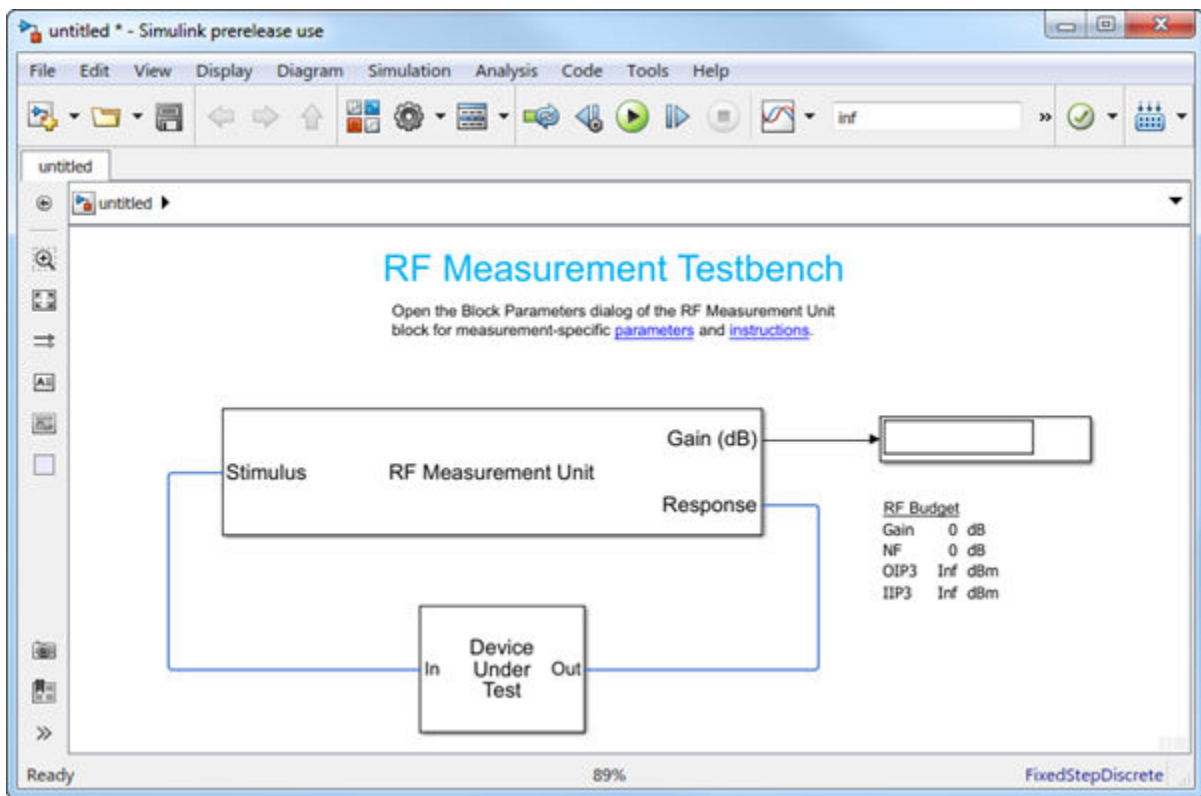 untitled * - Simulink prerelease use
File Edit View Display Diagram Simulation Analysis Code Tools Help
inf
untitled
untitled
RF Measurement Testbench
Open the Block Parameters dialog of the RF Measurement Unit
block for measurement-specific parameters and instructions.
Gain (dB)
Stimulus RF Measurement Unit
Response
RF Budget
Gain 0 dB
NF 0 dB
OIP3 Inf dBm
IIP3 Inf dBm
Device
In Under Out
Test
Ready 89% FixedStepDiscrete